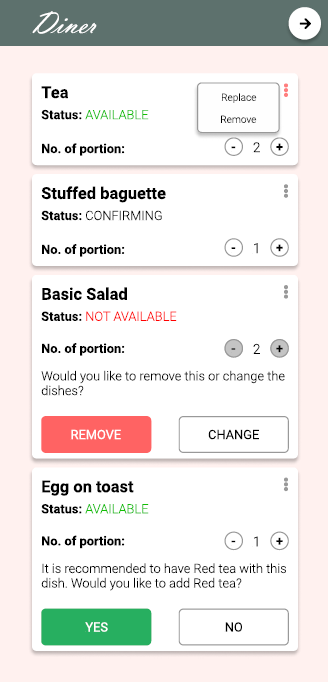 Diner
Tea
Replace
Status: AVAILABLE
Remove
No. of portion:
- 2 +
Stuffed baguette
Status: CONFIRMING
No. of portion:
- 1 +
Basic Salad
Status: NOT AVAILABLE
No. of portion:
- 2 +
Would you like to remove this or change the
dishes?
REMOVE CHANGE
Egg on toast
Status: AVAILABLE
No. of portion:
- 1 +
It is recommended to have Red tea with this
dish. Would you like to add Red tea?
YES NO